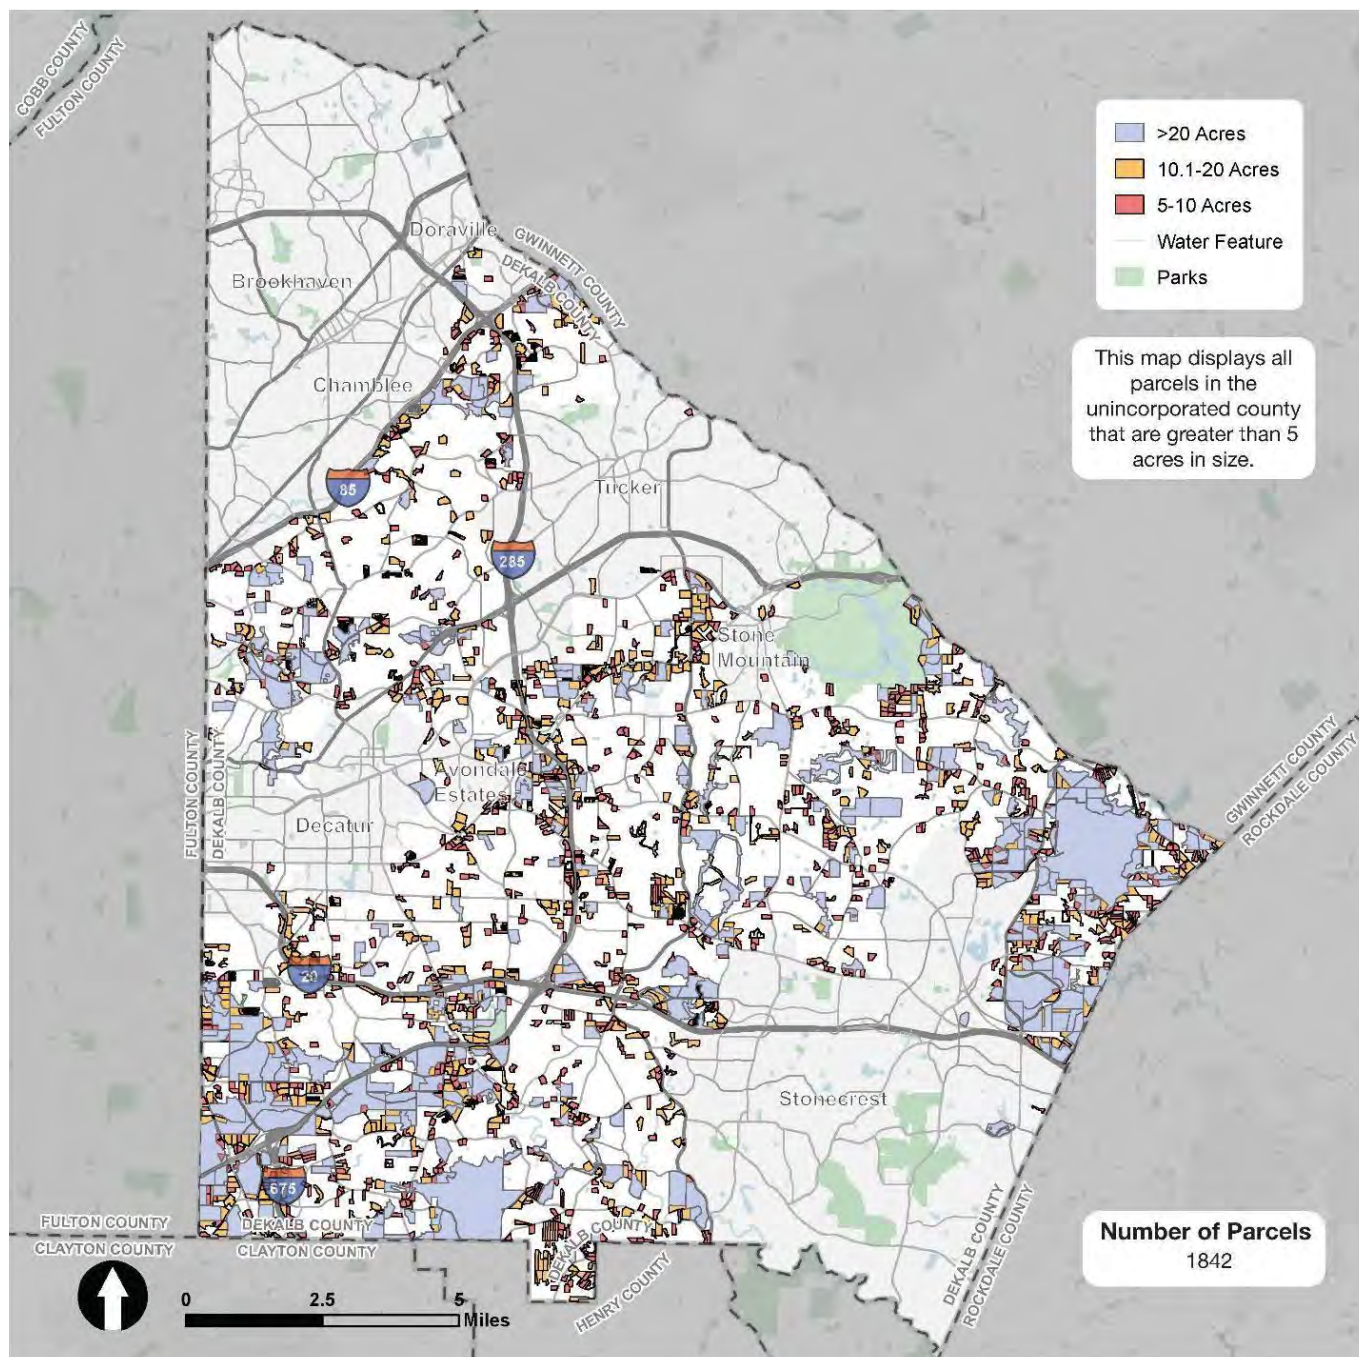 COBB COUNTY
FULTON COUNTY
>20 Acres
10.1-20 Acres
5-10 Acres
Water Feature
Parks
This map displays all
parcels in the
unincorporated county
that are greater than 5
acres in size.
Doraville
GWINNETT COUNTY
DEKALB COUNTY
Brookhaven
Chamblee
85
Tucker
285
Stone
Mountain
FULTON COUNTY
DEKALB COUNTY
Avondale
Estates
Decatur
GWINNETT COUNTY
ROCKDALE COUNTY
20
Stonecrest
675
FULTON COUNTY
CLAYTON COUNTY
DEKALB COUNTY
CLAYTON COUNTY
DEKALB COUNTY
HENRY COUNTY
DEKALB COUNTY
ROCKDALE COUNTY
Number of Parcels
1842
0 2.5 5
Miles